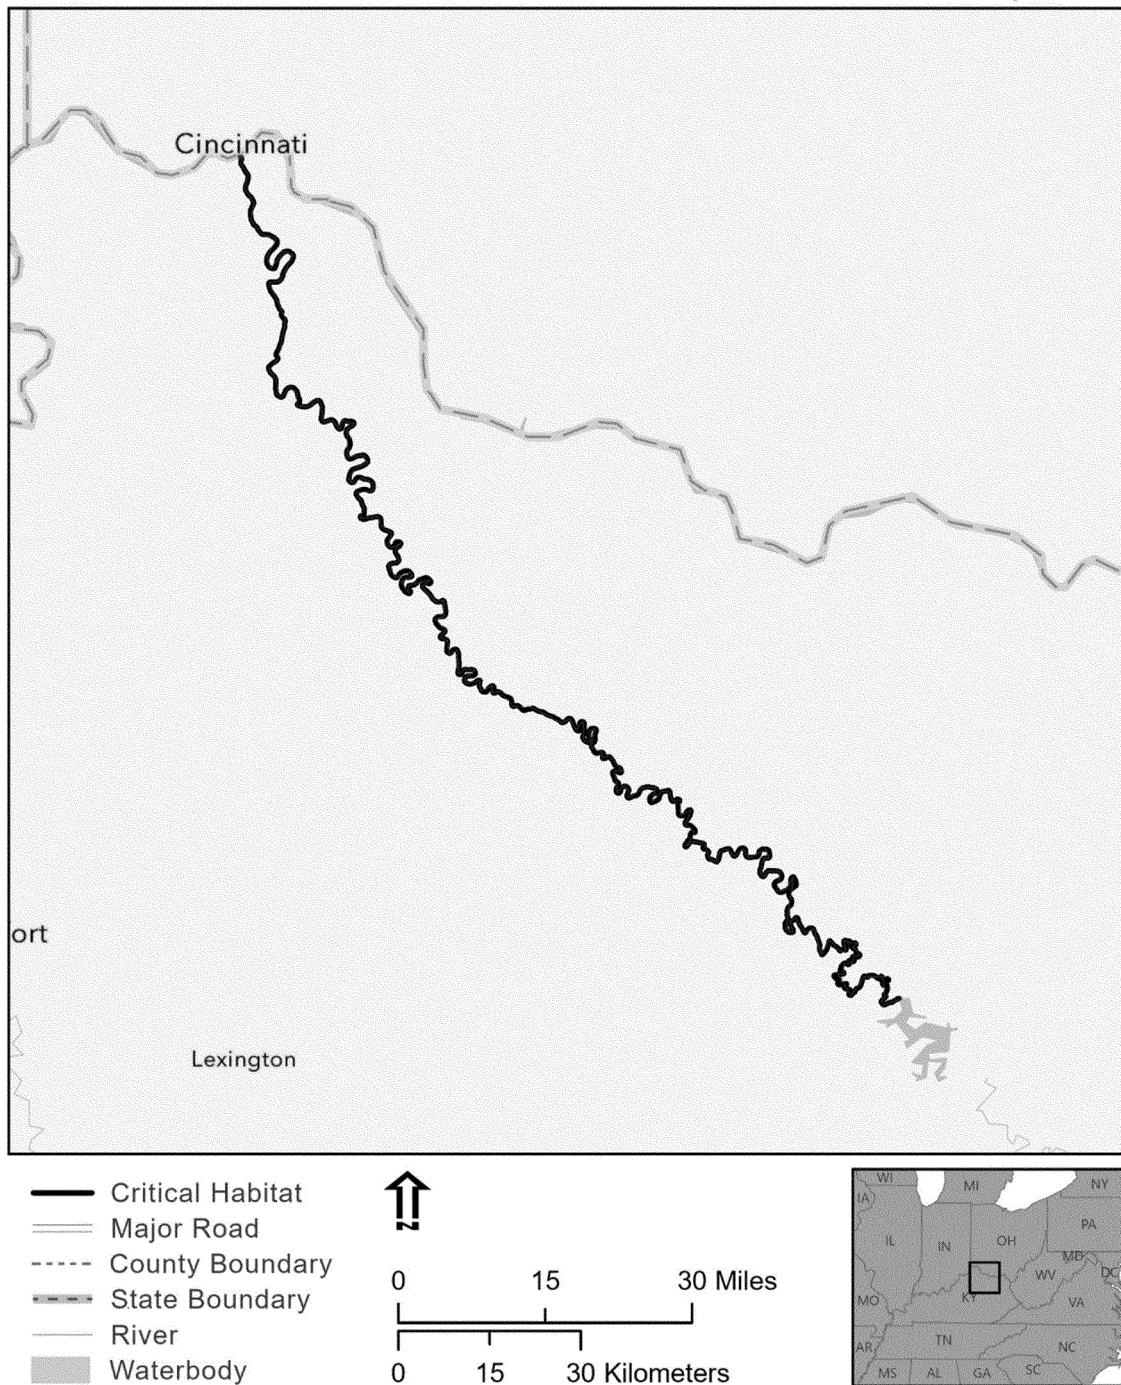 Cincinnati
ort
Lexington
Critical Habitat
Major Road
County Boundary
State Boundary
River
Waterbody
N
0 15 30 Miles
0 15 30 Kilometers
WI MI NY
IA
IL IN OH PA
MD
WV DC
MO KY VA
AR TN NC
MS AL GA SC